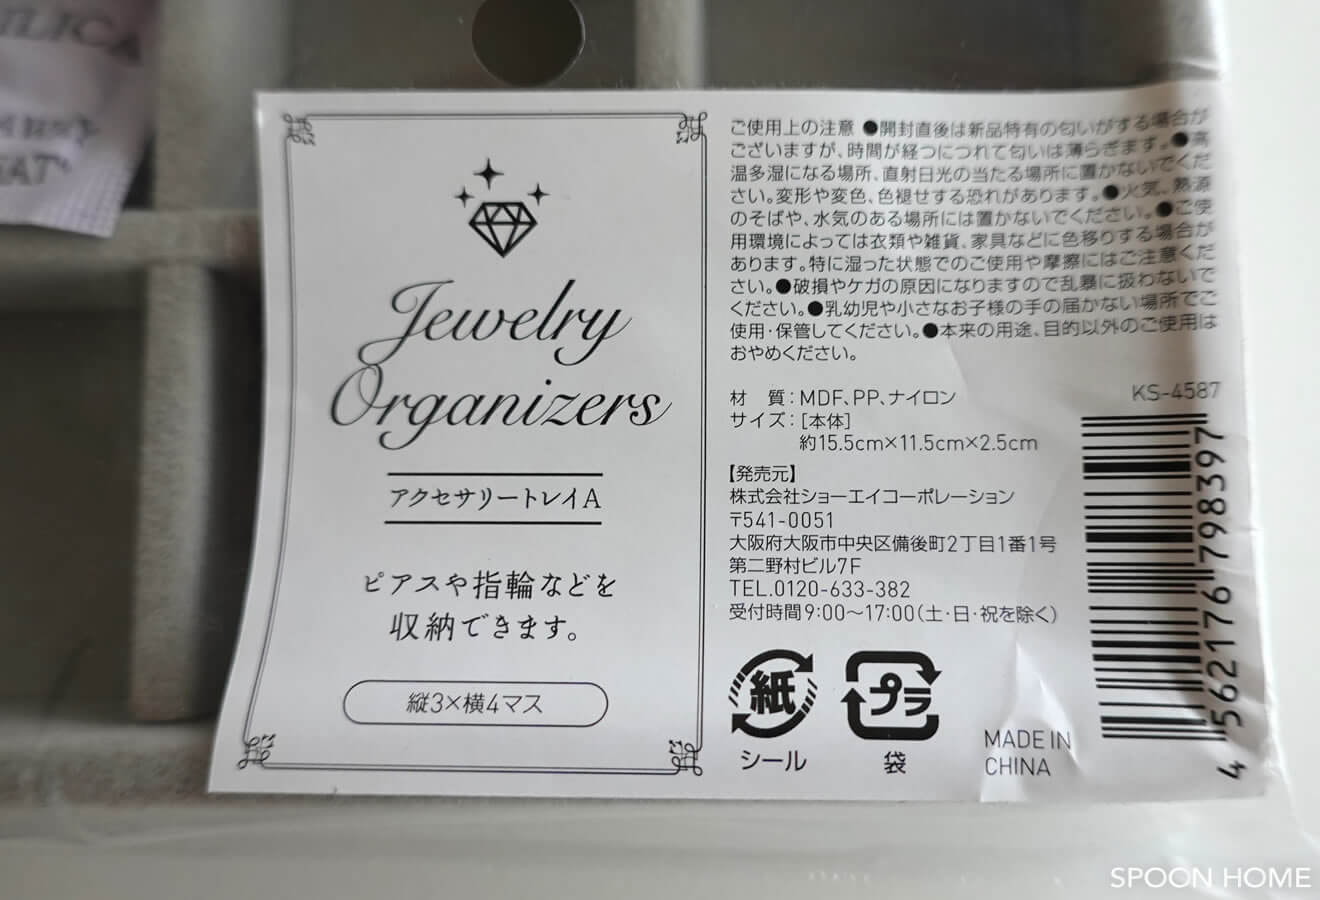 SILICA
Jewelry
Organizers
アクセサリートレイA
ピアスや指輪などを
収納できます。
縦3×横4マス
ご使用上の注意 ●開封直後は新品特有の匂いがする場合が
ございますが、時間が経つにつれて匂いは薄らぎます。●高
温多湿になる場所、直射日光の当たる場所に置かないでくだ
さい。変形や変色、色褪せする恐れがあります。●火気、熱源
のそばや、水気のある場所には置かないでください。●ご使
用環境によっては衣類や雑貨、家具などに色移りする場合が
あります。特に湿った状態でのご使用や摩擦にはご注意くだ
さい。●破損やケガの原因になりますので乱暴に扱わないで
ください。●乳幼児や小さなお子様の手の届かない場所でご
使用・保管してください。●本来の用途、目的以外のご使用は
おやめください。
KS-4587
材　質：MDF、PP、ナイロン
サイズ：［本体］
約15.5cm×11.5cm×2.5cm
【発売元】
株式会社ショーエイコーポレーション
〒541-0051
大阪府大阪市中央区備後町2丁目1番1号
第二野村ビル7F
TEL.0120-633-382
受付時間9:00～17:00（土・日・祝を除く）
紙
シール
プラ
袋
MADE IN
CHINA
4 562176 798397
SPOON HOME